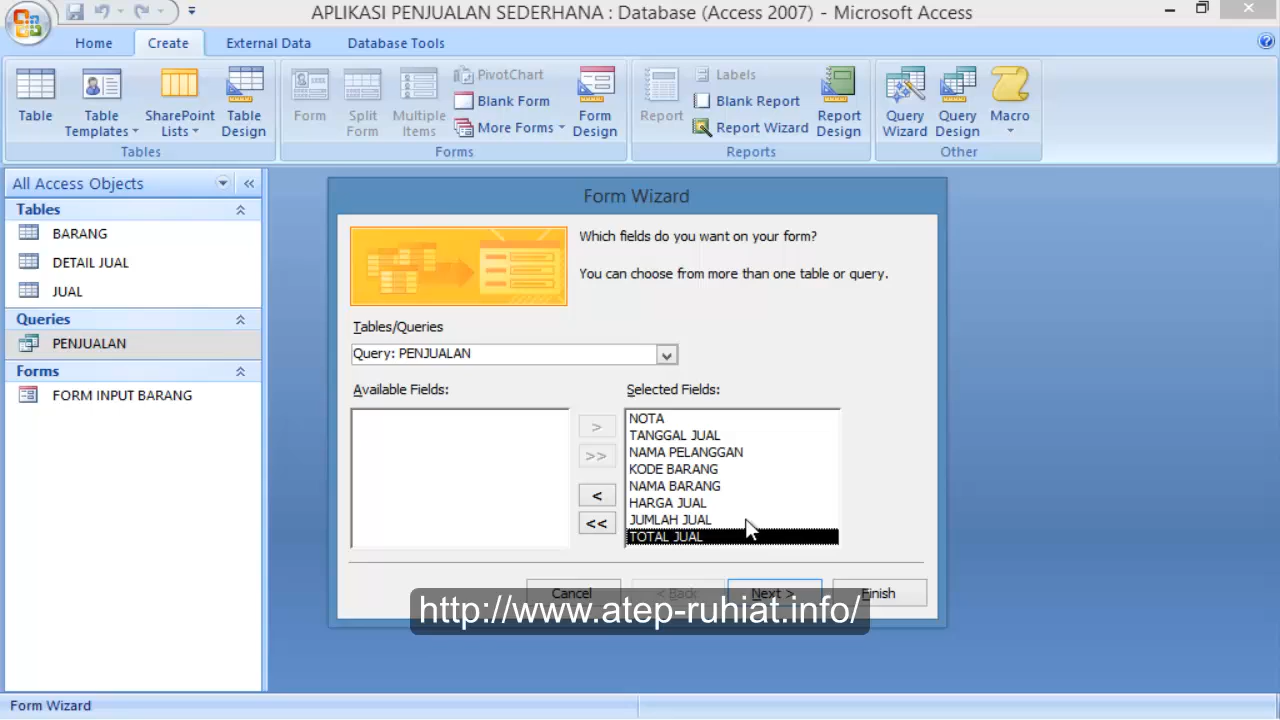 APLIKASI PENJUALAN SEDERHANA : Database (Access 2007) - Microsoft Access
Home Create External Data Database Tools
Table
Table Templates
SharePoint Lists
Table Design
Tables
Form
Split Form
Multiple Items
PivotChart
Blank Form
More Forms
Form Design
Forms
Report
Labels
Blank Report
Report Wizard
Report Design
Reports
Query Wizard
Query Design
Macro
Other
All Access Objects
Tables
BARANG
DETAIL JUAL
JUAL
Queries
PENJUALAN
Forms
FORM INPUT BARANG
Form Wizard
Which fields do you want on your form?
You can choose from more than one table or query.
Tables/Queries
Query: PENJUALAN
Available Fields:
Selected Fields:
>
>>
<
<<
NOTA
TANGGAL JUAL
NAMA PELANGGAN
KODE BARANG
NAMA BARANG
HARGA JUAL
JUMLAH JUAL
TOTAL JUAL
Cancel < Back Next > Finish
http://www.atep-ruhiat.info/
Form Wizard